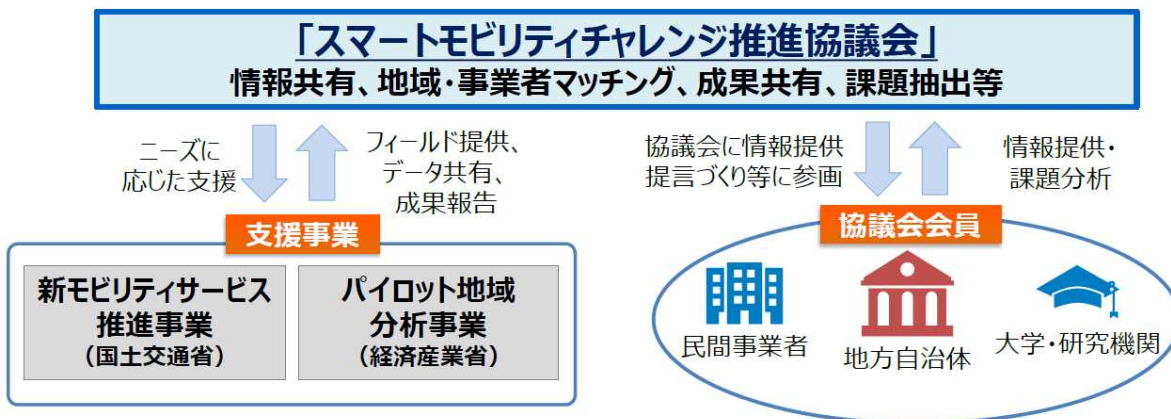 「スマートモビリティチャレンジ推進協議会」
情報共有、地域・事業者マッチング、成果共有、課題抽出等
ニーズに
応じた支援
フィールド提供、
データ共有、
成果報告
協議会に情報提供
提言づくり等に参画
情報提供・
課題分析
支援事業
新モビリティサービス
推進事業
（国土交通省）
パイロット地域
分析事業
（経済産業省）
協議会会員
民間事業者
地方自治体
大学・研究機関